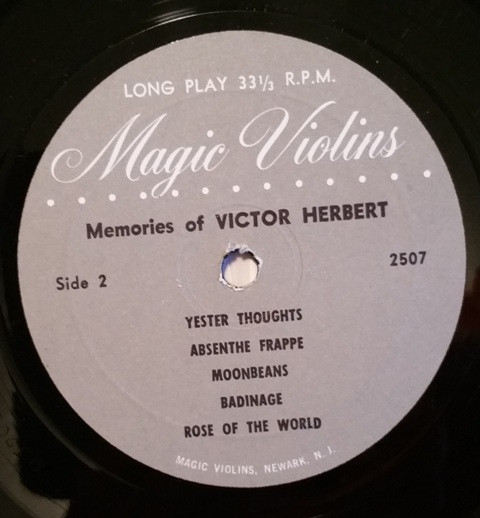 LONG PLAY 33⅓ R.P.M.
Magic Violins
Memories of VICTOR HERBERT
Side 2
2507
YESTER THOUGHTS
ABSENTHE FRAPPE
MOONBEANS
BADINAGE
ROSE OF THE WORLD
MAGIC VIOLINS, NEWARK, N. J.